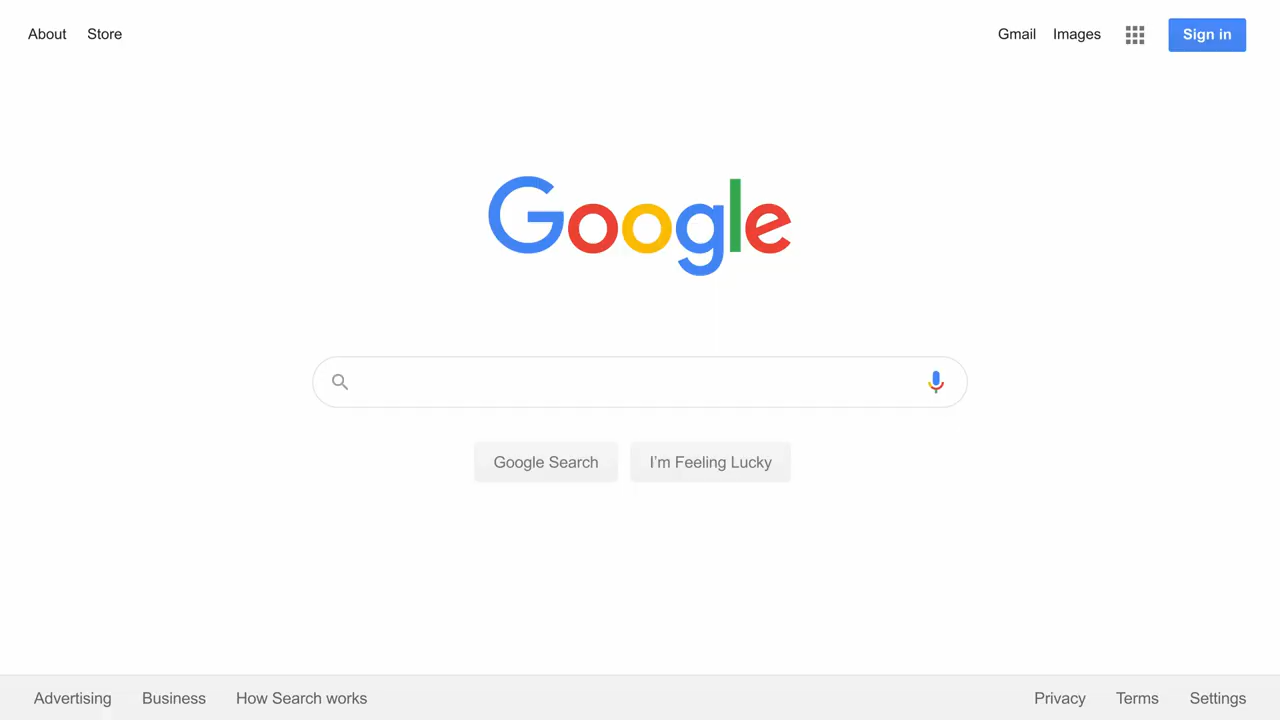 About Store Gmail Images Sign in
Google
Google Search I’m Feeling Lucky
Advertising Business How Search works Privacy Terms Settings